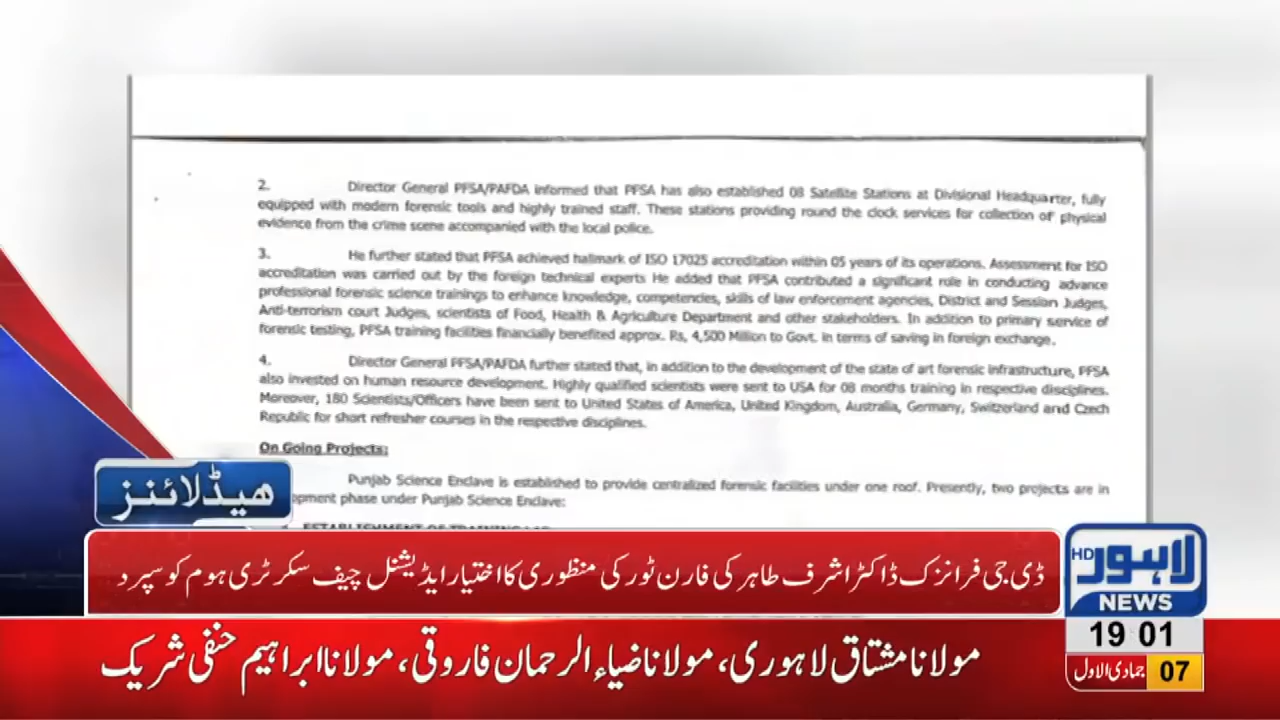 2. Director General PFSA/PAFDA informed that PFSA has also established 08 Satellite Stations at Divisional Headquarter, fully
equipped with modern forensic tools and highly trained staff. These stations providing round the clock services for collection of physical
evidence from the crime scene accompanied with the local police.
3. He further stated that PFSA achieved hallmark of ISO 17025 accreditation within 05 years of its operations. Assessment for ISO
accreditation was carried out by the foreign technical experts He added that PFSA contributed a significant role in conducting advance
professional forensic science trainings to enhance knowledge, competencies, skills of law enforcement agencies, District and Session Judges,
Anti-terrorism court Judges, scientists of Food, Health & Agriculture Department and other stakeholders. In addition to primary service of
forensic testing, PFSA training facilities financially benefited approx. Rs, 4,500 Million to Govt. in terms of saving in foreign exchange.
4. Director General PFSA/PAFDA further stated that, in addition to the development of the state of art forensic infrastructure, PFSA
also invested on human resource development. Highly qualified scientists were sent to USA for 08 months training in respective disciplines.
Moreover, 180 Scientists/Officers have been sent to United States of America, United Kingdom, Australia, Germany, Switzerland and Czech
Republic for short refresher courses in the respective disciplines.
On Going Projects:
Punjab Science Enclave is established to provide centralized forensic facilities under one roof. Presently, two projects are in
opment phase under Punjab Science Enclave:
ESTABLISHMENT OF TRAINING LAB
ہیڈلائنز
ڈی جی فرانزک ڈاکٹر اشرف طاہر کی فارن ٹور کی منظوری کا اختیار ایڈیشنل چیف سکرٹری ہوم کو سپرد
لاہور HD
NEWS
19 01
07 جمادی الاول
مولانا مشتاق لاہوری، مولانا ضیاء الرحمان فاروقی، مولانا ابراہیم حنفی شریک